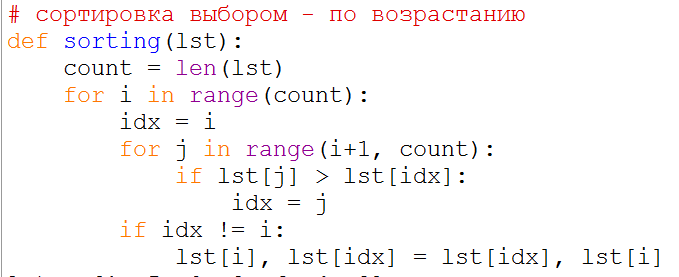 # сортировка выбором – по возрастанию
def sorting(lst):
    count = len(lst)
    for i in range(count):
        idx = i
        for j in range(i+1, count):
            if lst[j] > lst[idx]:
                idx = j
        if idx != i:
            lst[i], lst[idx] = lst[idx], lst[i]